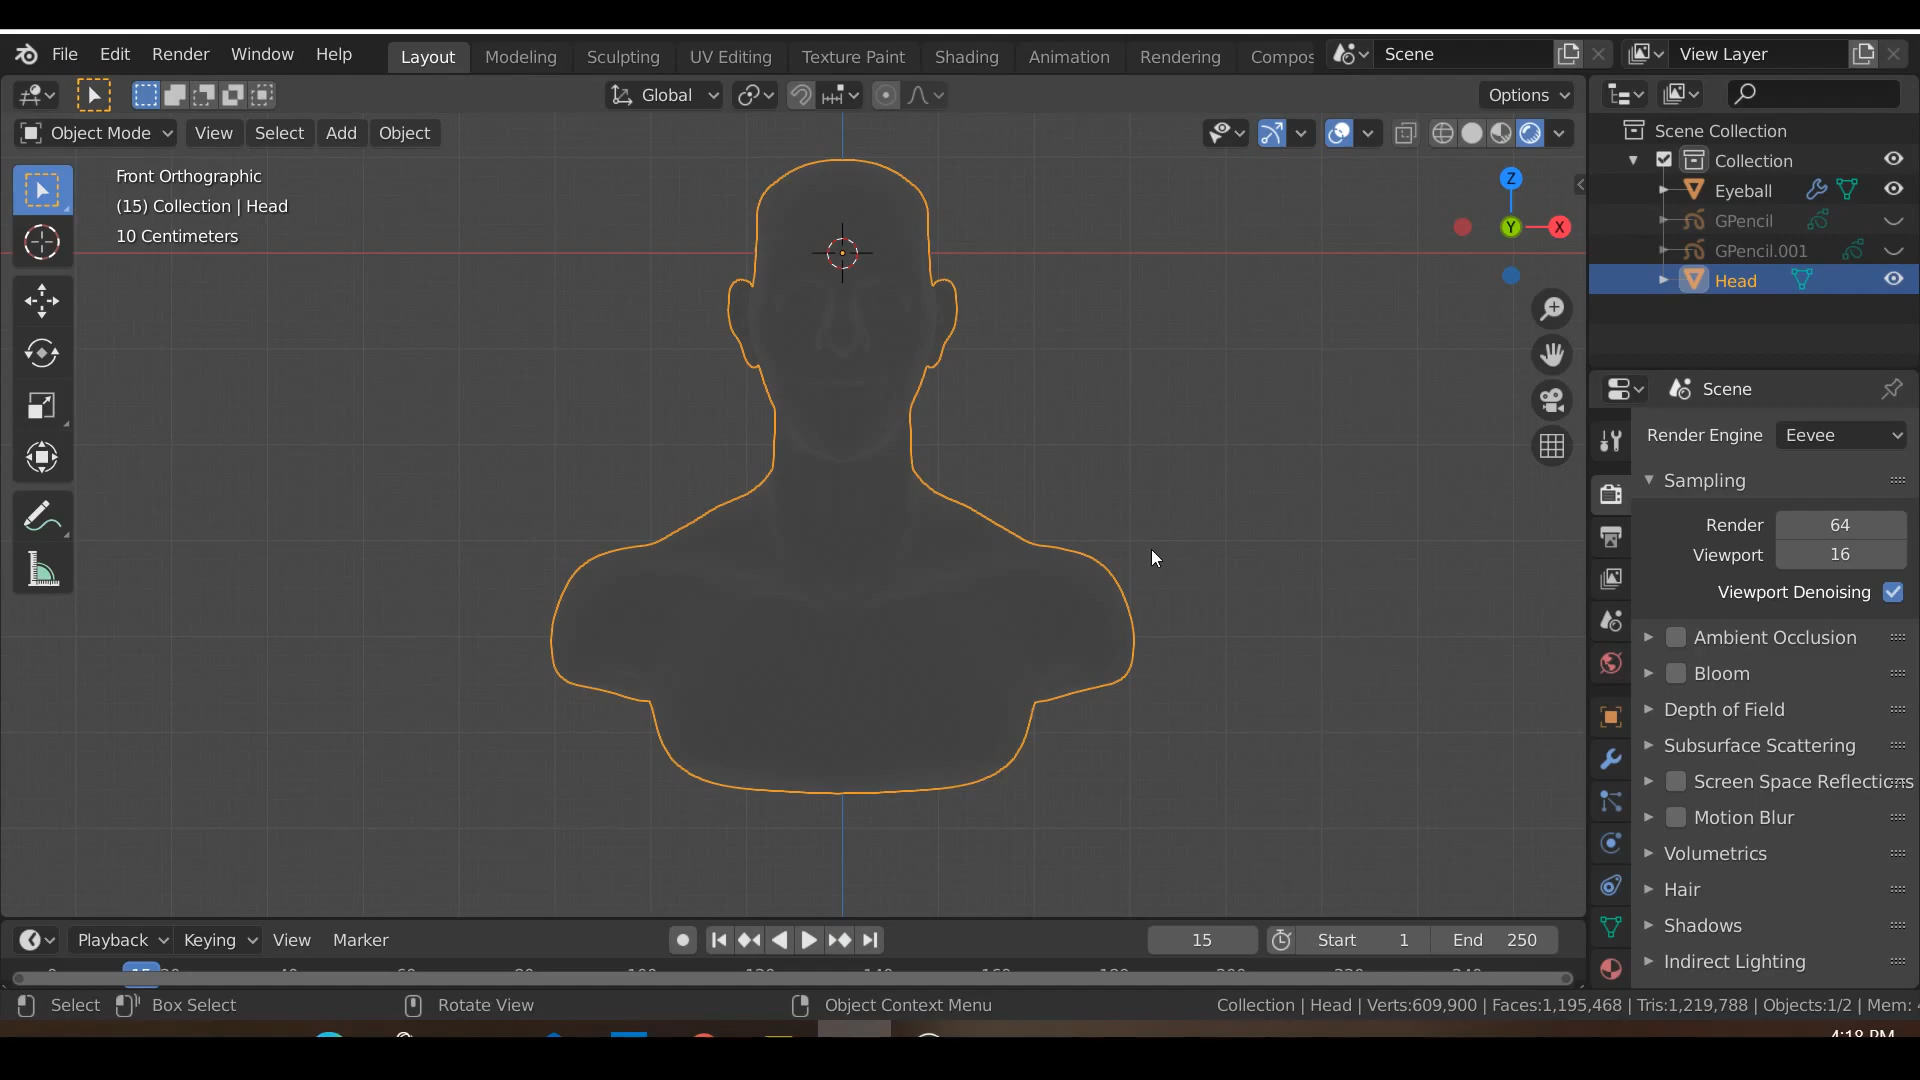 File Edit Render Window Help Layout Modeling Sculpting UV Editing Texture Paint Shading Animation Rendering Compos Scene View Layer
Global Options
Object Mode View Select Add Object
Scene Collection
Collection
Eyeball
GPencil
GPencil.001
Head
Front Orthographic
(15) Collection | Head
10 Centimeters
Z
Y
X
Scene
Render Engine Eevee
Sampling
Render 64
Viewport 16
Viewport Denoising
Ambient Occlusion
Bloom
Depth of Field
Subsurface Scattering
Screen Space Reflections
Motion Blur
Volumetrics
Hair
Shadows
Indirect Lighting
Playback Keying View Marker 15 Start 1 End 250
Select Box Select Rotate View Object Context Menu Collection | Head | Verts:609,900 | Faces:1,195,468 | Tris:1,219,788 | Objects:1/2 | Mem:
4:18 PM